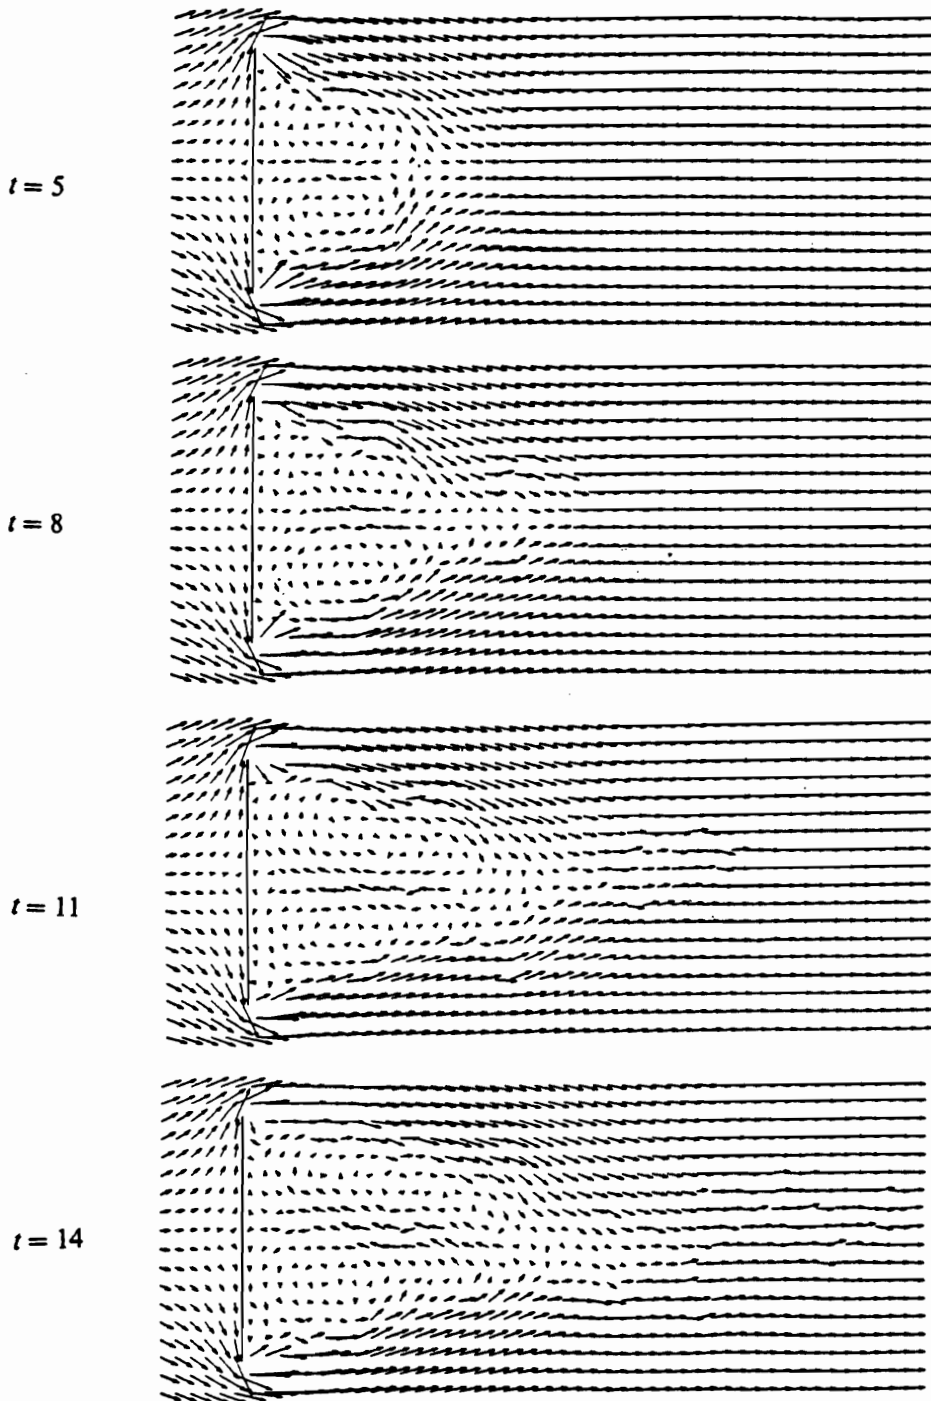 t = 5
t = 8
t = 11
t = 14